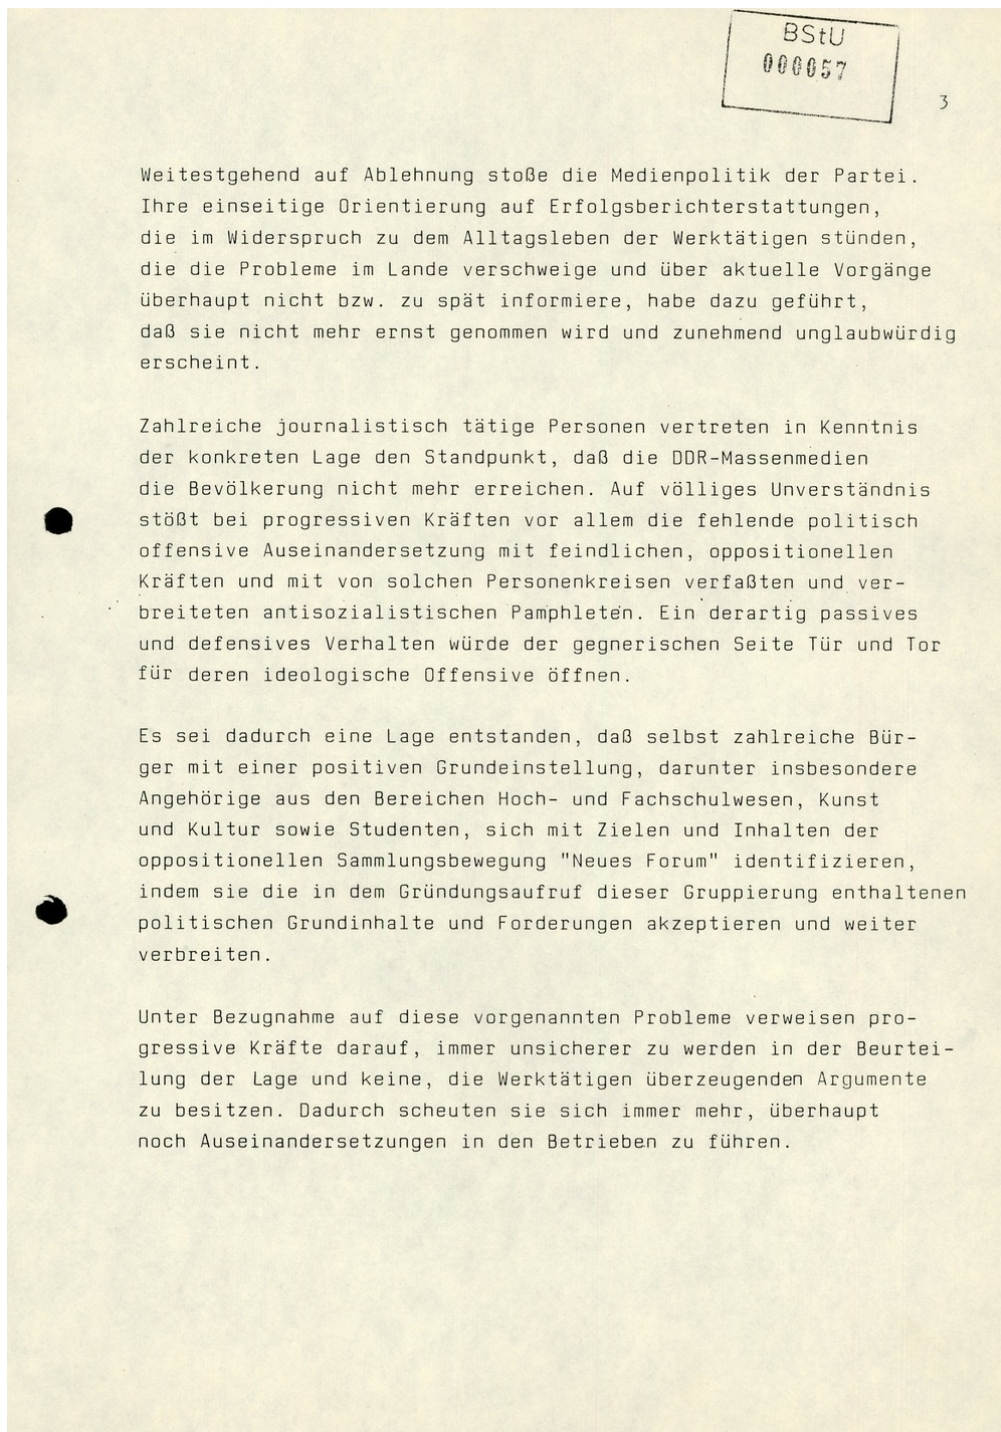 BStU
000057
3
Weitestgehend auf Ablehnung stoße die Medienpolitik der Partei.
Ihre einseitige Orientierung auf Erfolgsberichterstattungen,
die im Widerspruch zu dem Alltagsleben der Werktätigen stünden,
die die Probleme im Lande verschweige und über aktuelle Vorgänge
überhaupt nicht bzw. zu spät informiere, habe dazu geführt,
daß sie nicht mehr ernst genommen wird und zunehmend unglaubwürdig
erscheint.
Zahlreiche journalistisch tätige Personen vertreten in Kenntnis
der konkreten Lage den Standpunkt, daß die DDR-Massenmedien
die Bevölkerung nicht mehr erreichen. Auf völliges Unverständnis
stößt bei progressiven Kräften vor allem die fehlende politisch
offensive Auseinandersetzung mit feindlichen, oppositionellen
Kräften und mit von solchen Personenkreisen verfaßten und ver-
breiteten antisozialistischen Pamphleten. Ein derartig passives
und defensives Verhalten würde der gegnerischen Seite Tür und Tor
für deren ideologische Offensive öffnen.
Es sei dadurch eine Lage entstanden, daß selbst zahlreiche Bür-
ger mit einer positiven Grundeinstellung, darunter insbesondere
Angehörige aus den Bereichen Hoch- und Fachschulwesen, Kunst
und Kultur sowie Studenten, sich mit Zielen und Inhalten der
oppositionellen Sammlungsbewegung "Neues Forum" identifizieren,
indem sie die in dem Gründungsaufruf dieser Gruppierung enthaltenen
politischen Grundinhalte und Forderungen akzeptieren und weiter
verbreiten.
Unter Bezugnahme auf diese vorgenannten Probleme verweisen pro-
gressive Kräfte darauf, immer unsicherer zu werden in der Beurtei-
lung der Lage und keine, die Werktätigen überzeugenden Argumente
zu besitzen. Dadurch scheuten sie sich immer mehr, überhaupt
noch Auseinandersetzungen in den Betrieben zu führen.